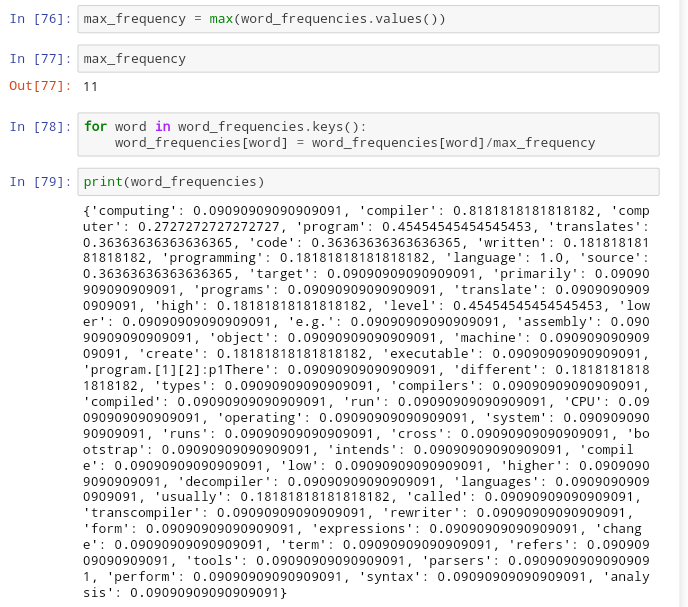 In [76]: max_frequency = max(word_frequencies.values())
In [77]: max_frequency
Out[77]: 11
In [78]: for word in word_frequencies.keys():
    word_frequencies[word] = word_frequencies[word]/max_frequency
In [79]: print(word_frequencies)
{'computing': 0.09090909090909091, 'compiler': 0.8181818181818182, 'comp
uter': 0.2727272727272727, 'program': 0.45454545454545453, 'translates':
0.36363636363636365, 'code': 0.36363636363636365, 'written': 0.181818181
81818182, 'programming': 0.18181818181818182, 'language': 1.0, 'source':
0.36363636363636365, 'target': 0.09090909090909091, 'primarily': 0.09090
909090909091, 'programs': 0.09090909090909091, 'translate': 0.0909090909
0909091, 'high': 0.18181818181818182, 'level': 0.45454545454545453, 'low
er': 0.09090909090909091, 'e.g.': 0.09090909090909091, 'assembly': 0.090
90909090909091, 'object': 0.09090909090909091, 'machine': 0.090909090909
09091, 'create': 0.18181818181818182, 'executable': 0.09090909090909091,
'program.[1][2]:p1There': 0.09090909090909091, 'different': 0.1818181818
1818182, 'types': 0.09090909090909091, 'compilers': 0.09090909090909091,
'compiled': 0.09090909090909091, 'run': 0.09090909090909091, 'CPU': 0.09
090909090909091, 'operating': 0.09090909090909091, 'system': 0.090909090
90909091, 'runs': 0.09090909090909091, 'cross': 0.09090909090909091, 'bo
otstrap': 0.09090909090909091, 'intends': 0.09090909090909091, 'compil
e': 0.09090909090909091, 'low': 0.09090909090909091, 'higher': 0.0909090
9090909091, 'decompiler': 0.09090909090909091, 'languages': 0.0909090909
0909091, 'usually': 0.18181818181818182, 'called': 0.09090909090909091,
'transcompiler': 0.09090909090909091, 'rewriter': 0.09090909090909091,
'form': 0.09090909090909091, 'expressions': 0.09090909090909091, 'chang
e': 0.09090909090909091, 'term': 0.09090909090909091, 'refers': 0.090909
09090909091, 'tools': 0.09090909090909091, 'parsers': 0.0909090909090909
1, 'perform': 0.09090909090909091, 'syntax': 0.09090909090909091, 'analy
sis': 0.09090909090909091}